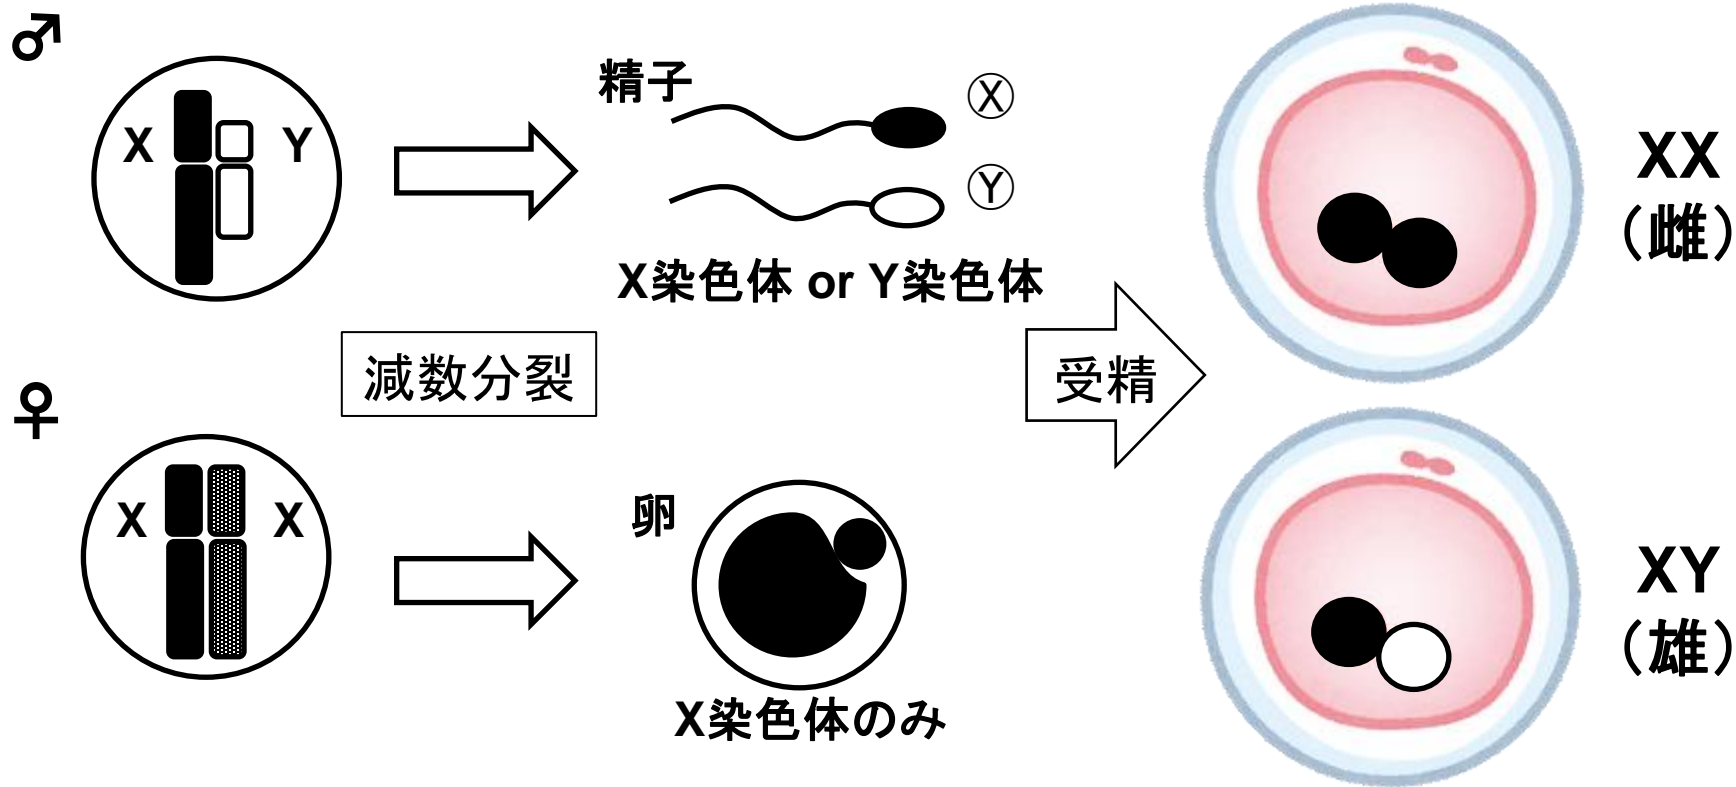 ♂
X Y
精子
Ⓧ
Ⓨ
X染色体 or Y染色体
減数分裂
♀
X X
卵
X染色体のみ
受精
XX
（雌）
XY
（雄）